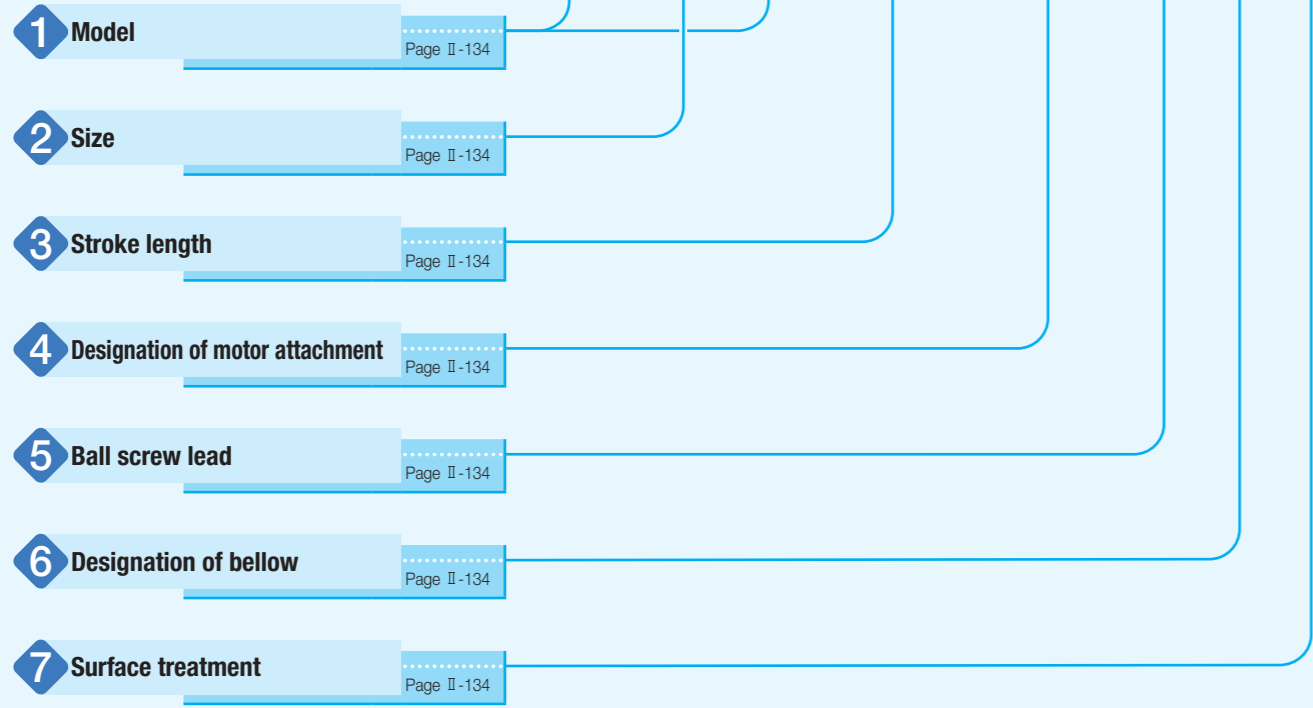 1 Model
Page Ⅱ-134
2 Size
Page Ⅱ-134
3 Stroke length
Page Ⅱ-134
4 Designation of motor attachment
Page Ⅱ-134
5 Ball screw lead
Page Ⅱ-134
6 Designation of bellow
Page Ⅱ-134
7 Surface treatment
Page Ⅱ-134